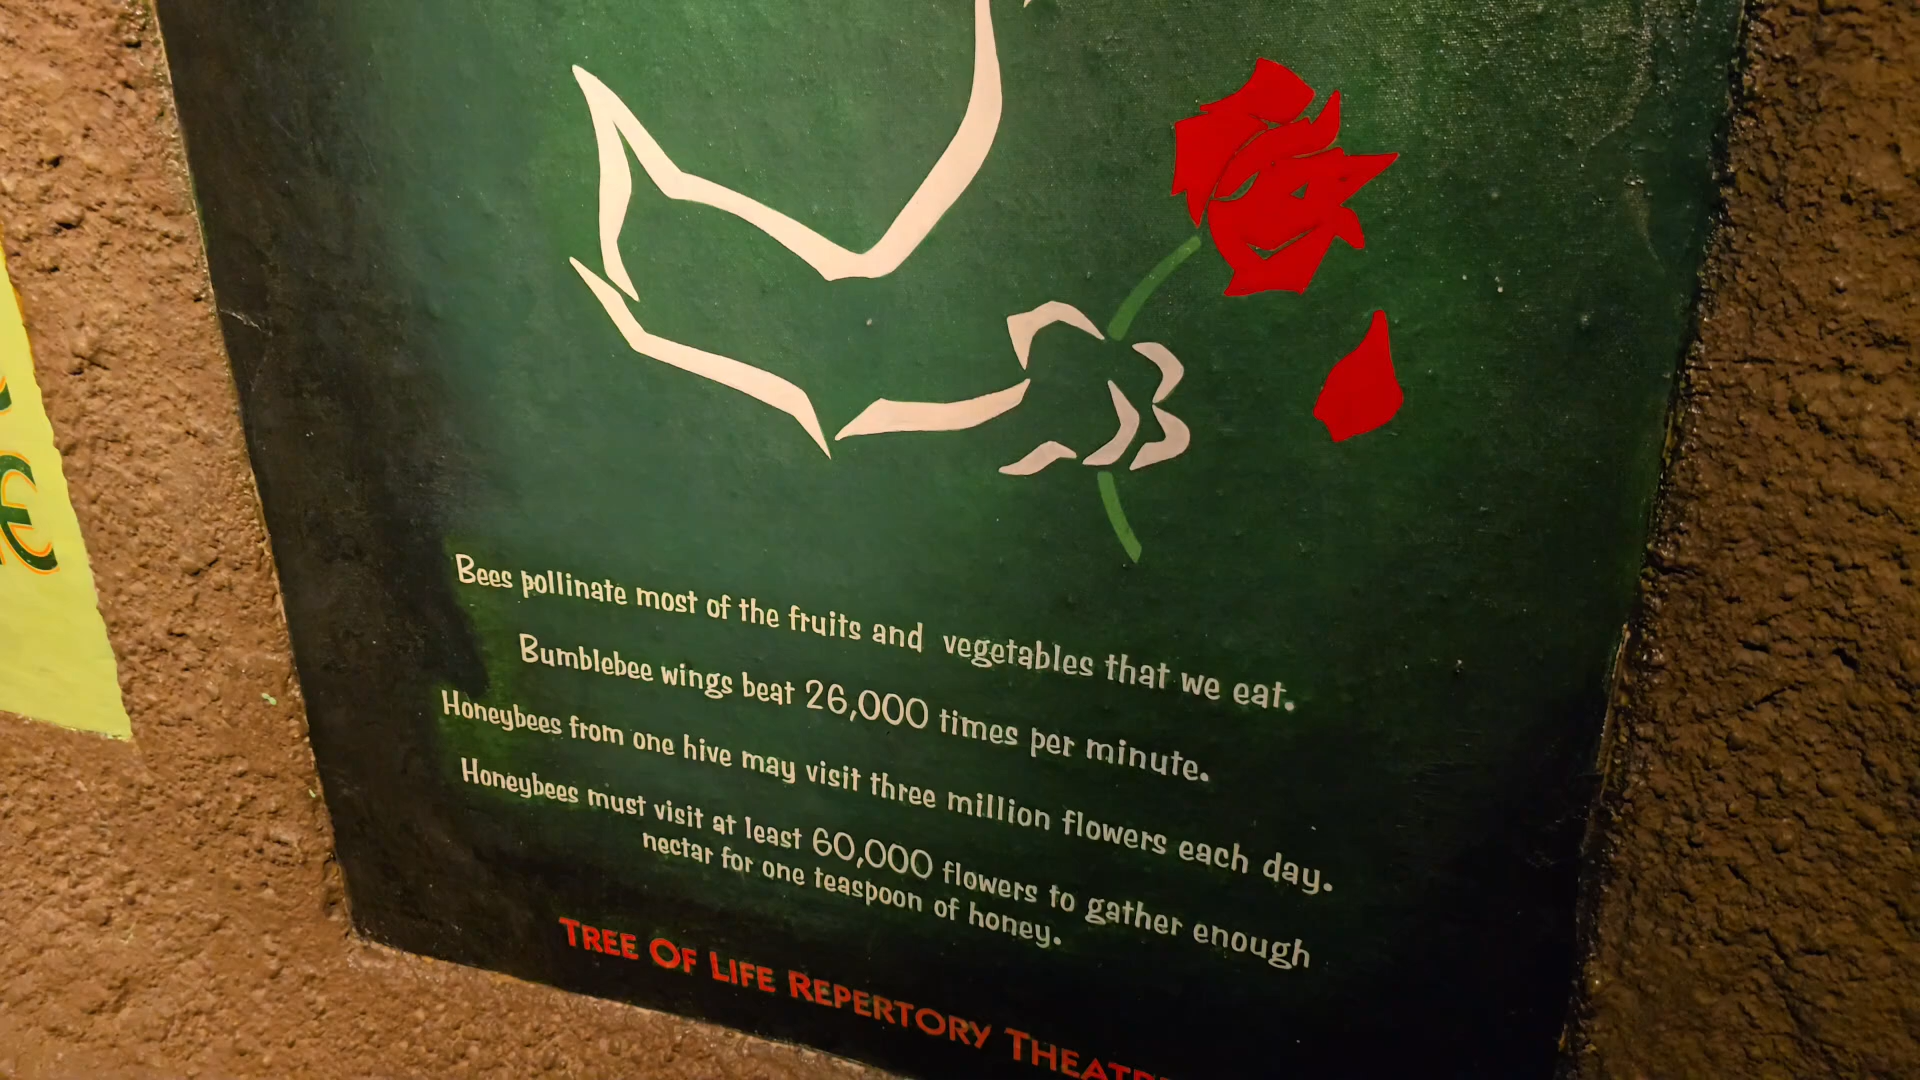 Bees pollinate most of the fruits and vegetables that we eat.
Bumblebee wings beat 26,000 times per minute.
Honeybees from one hive may visit three million flowers each day.
Honeybees must visit at least 60,000 flowers to gather enough
nectar for one teaspoon of honey.
TREE OF LIFE REPERTORY